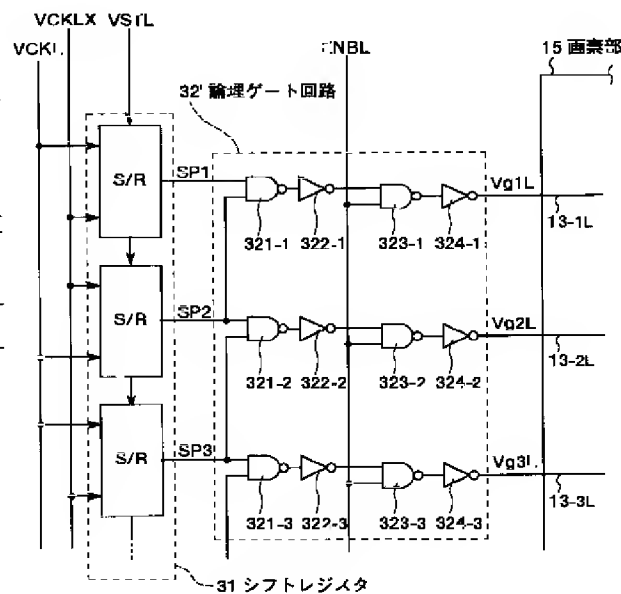 VCKLX VSTL
VCKL
ENBL
15 画素部
32' 論理ゲート回路
S/R
SP1
Vg1L
321-1
322-1
323-1
324-1
13-1L
S/R
SP2
Vg2L
321-2
322-2
323-2
324-2
13-2L
S/R
SP3
Vg3L
321-3
322-3
323-3
324-3
13-3L
31 シフトレジスタ